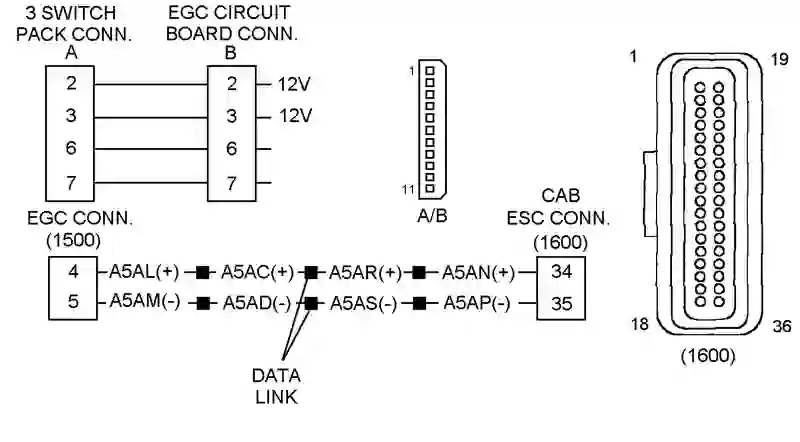 3 SWITCH
PACK CONN.
A
EGC CIRCUIT
BOARD CONN.
B
2 2 12V
3 3 12V
6 6
7 7
1
11
A/B
1 19
18 36
(1600)
EGC CONN.
(1500)
CAB
ESC CONN.
(1600)
4 A5AL(+) A5AC(+) A5AR(+) A5AN(+) 34
5 A5AM(-) A5AD(-) A5AS(-) A5AP(-) 35
DATA
LINK